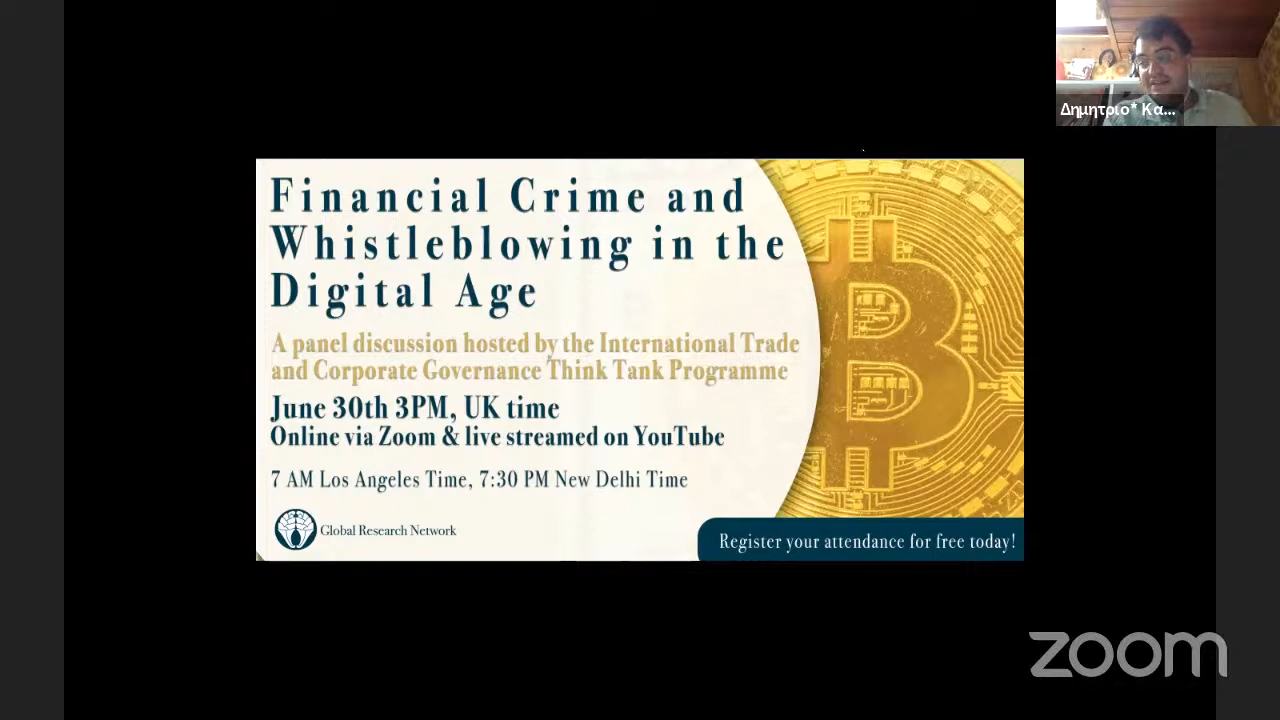 Δημητριο* Κα...
Financial Crime and
Whistleblowing in the
Digital Age
A panel discussion hosted by the International Trade
and Corporate Governance Think Tank Programme
June 30th 3PM, UK time
Online via Zoom & live streamed on YouTube
7 AM Los Angeles Time, 7:30 PM New Delhi Time
Global Research Network
Register your attendance for free today!
zoom